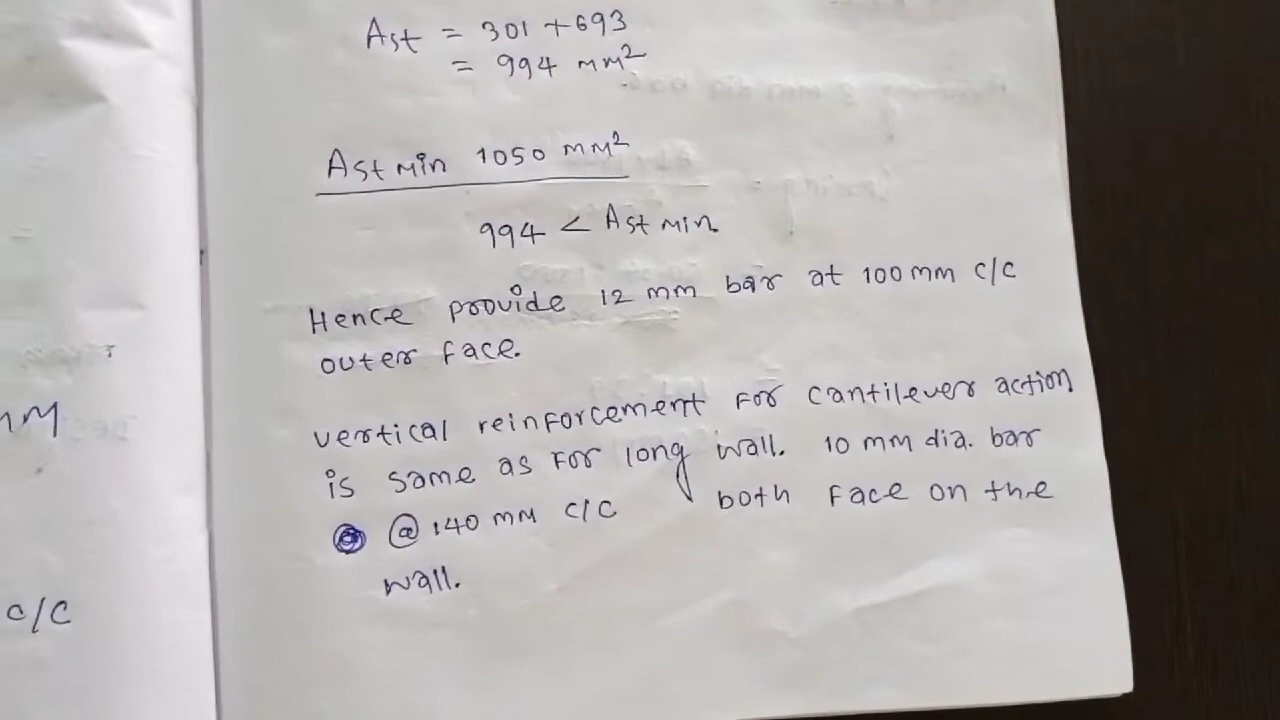 Ast = 301 + 693
= 994 mm²
Ast min 1050 mm²
994 < Ast min.
Hence provide 12 mm bar at 100 mm c/c
outer face.
vertical reinforcement for cantilever action
is same as for long wall. 10 mm dia. bar
@ 140 mm c/c both face on the
wall.
c/c